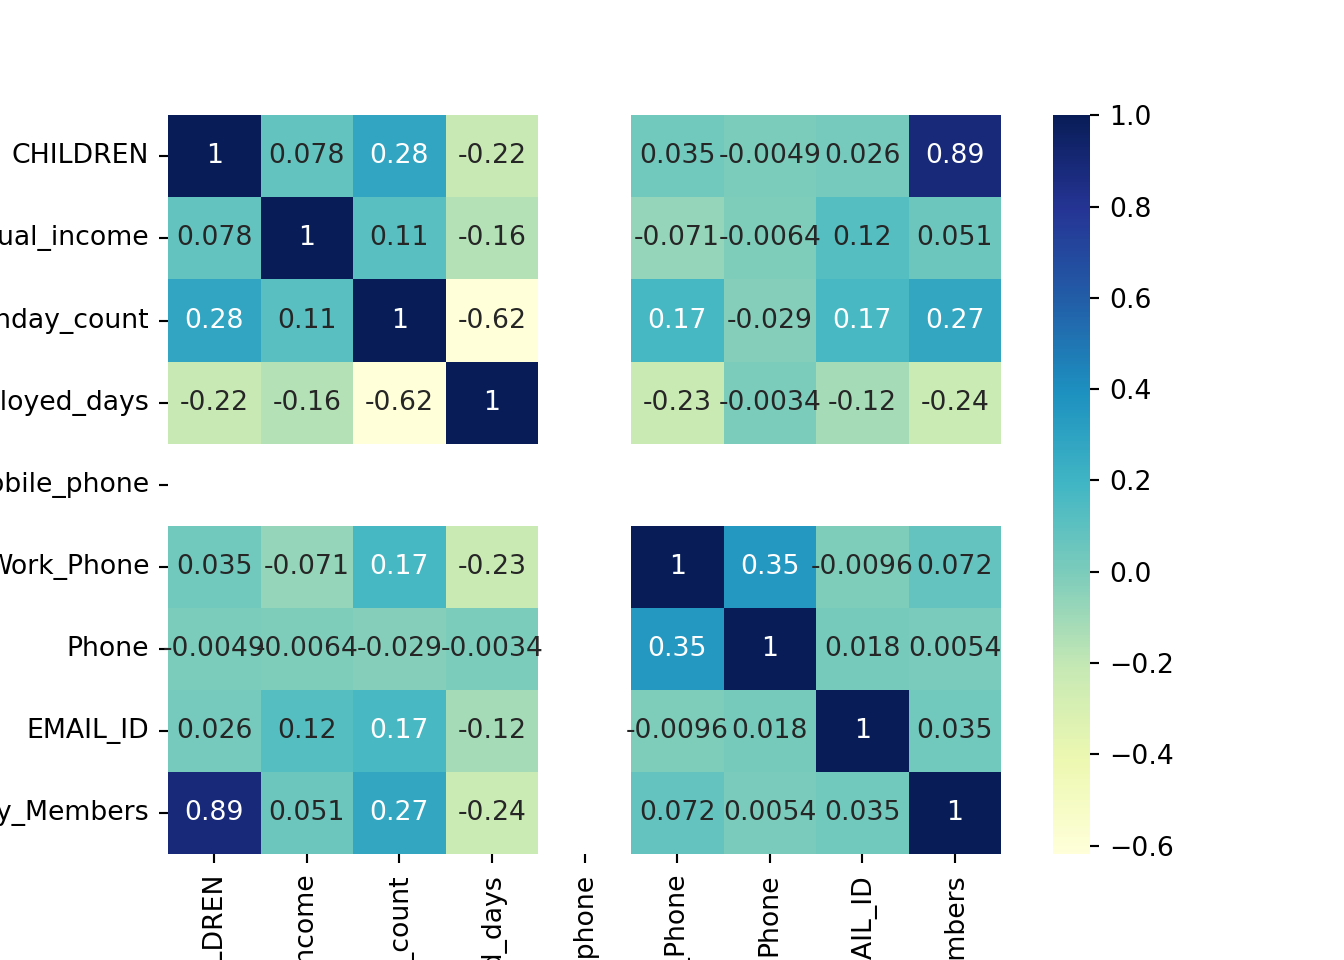 CHILDREN 1 0.078 0.28 -0.22 0.035 -0.0049 0.026 0.89
ual_income 0.078 1 0.11 -0.16 -0.071 -0.0064 0.12 0.051
nday_count 0.28 0.11 1 -0.62 0.17 -0.029 0.17 0.27
loyed_days -0.22 -0.16 -0.62 1 -0.23 -0.0034 -0.12 -0.24
obile_phone
Work_Phone 0.035 -0.071 0.17 -0.23 1 0.35 -0.0096 0.072
Phone -0.0049 -0.0064 -0.029 -0.0034 0.35 1 0.018 0.0054
EMAIL_ID 0.026 0.12 0.17 -0.12 -0.0096 0.018 1 0.035
y_Members 0.89 0.051 0.27 -0.24 0.072 0.0054 0.035 1
LDREN
ncome
_count
d_days
phone
_Phone
Phone
AIL_ID
mbers
1.0
0.8
0.6
0.4
0.2
0.0
−0.2
−0.4
−0.6